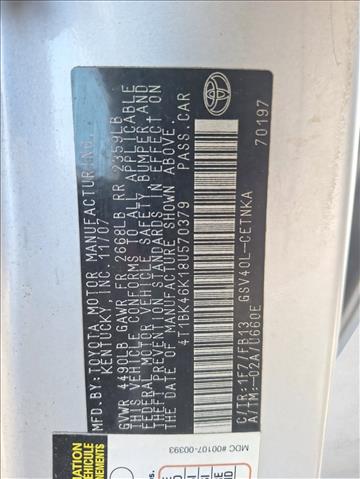 MFD.BY:TOYOTA MOTOR MANUFACTURING
KENTUCKY, INC. 11/07
GVWR 4490LB GAWR FR 2668LB RR 2359LB
THIS VEHICLE CONFORMS TO ALL APPLICABLE
FEDERAL MOTOR VEHICLE SAFETY, BUMPER AND
THEFT PREVENTION STANDARDS IN EFFECT ON
THE DATE OF MANUFACTURE SHOWN ABOVE.
4T1BK46K18U570379 PASS.CAR
C/TR:1F7/FB13 GSV40L-CETNKA
A/TM:-02A/U660E 70197
MDC #00107-00393